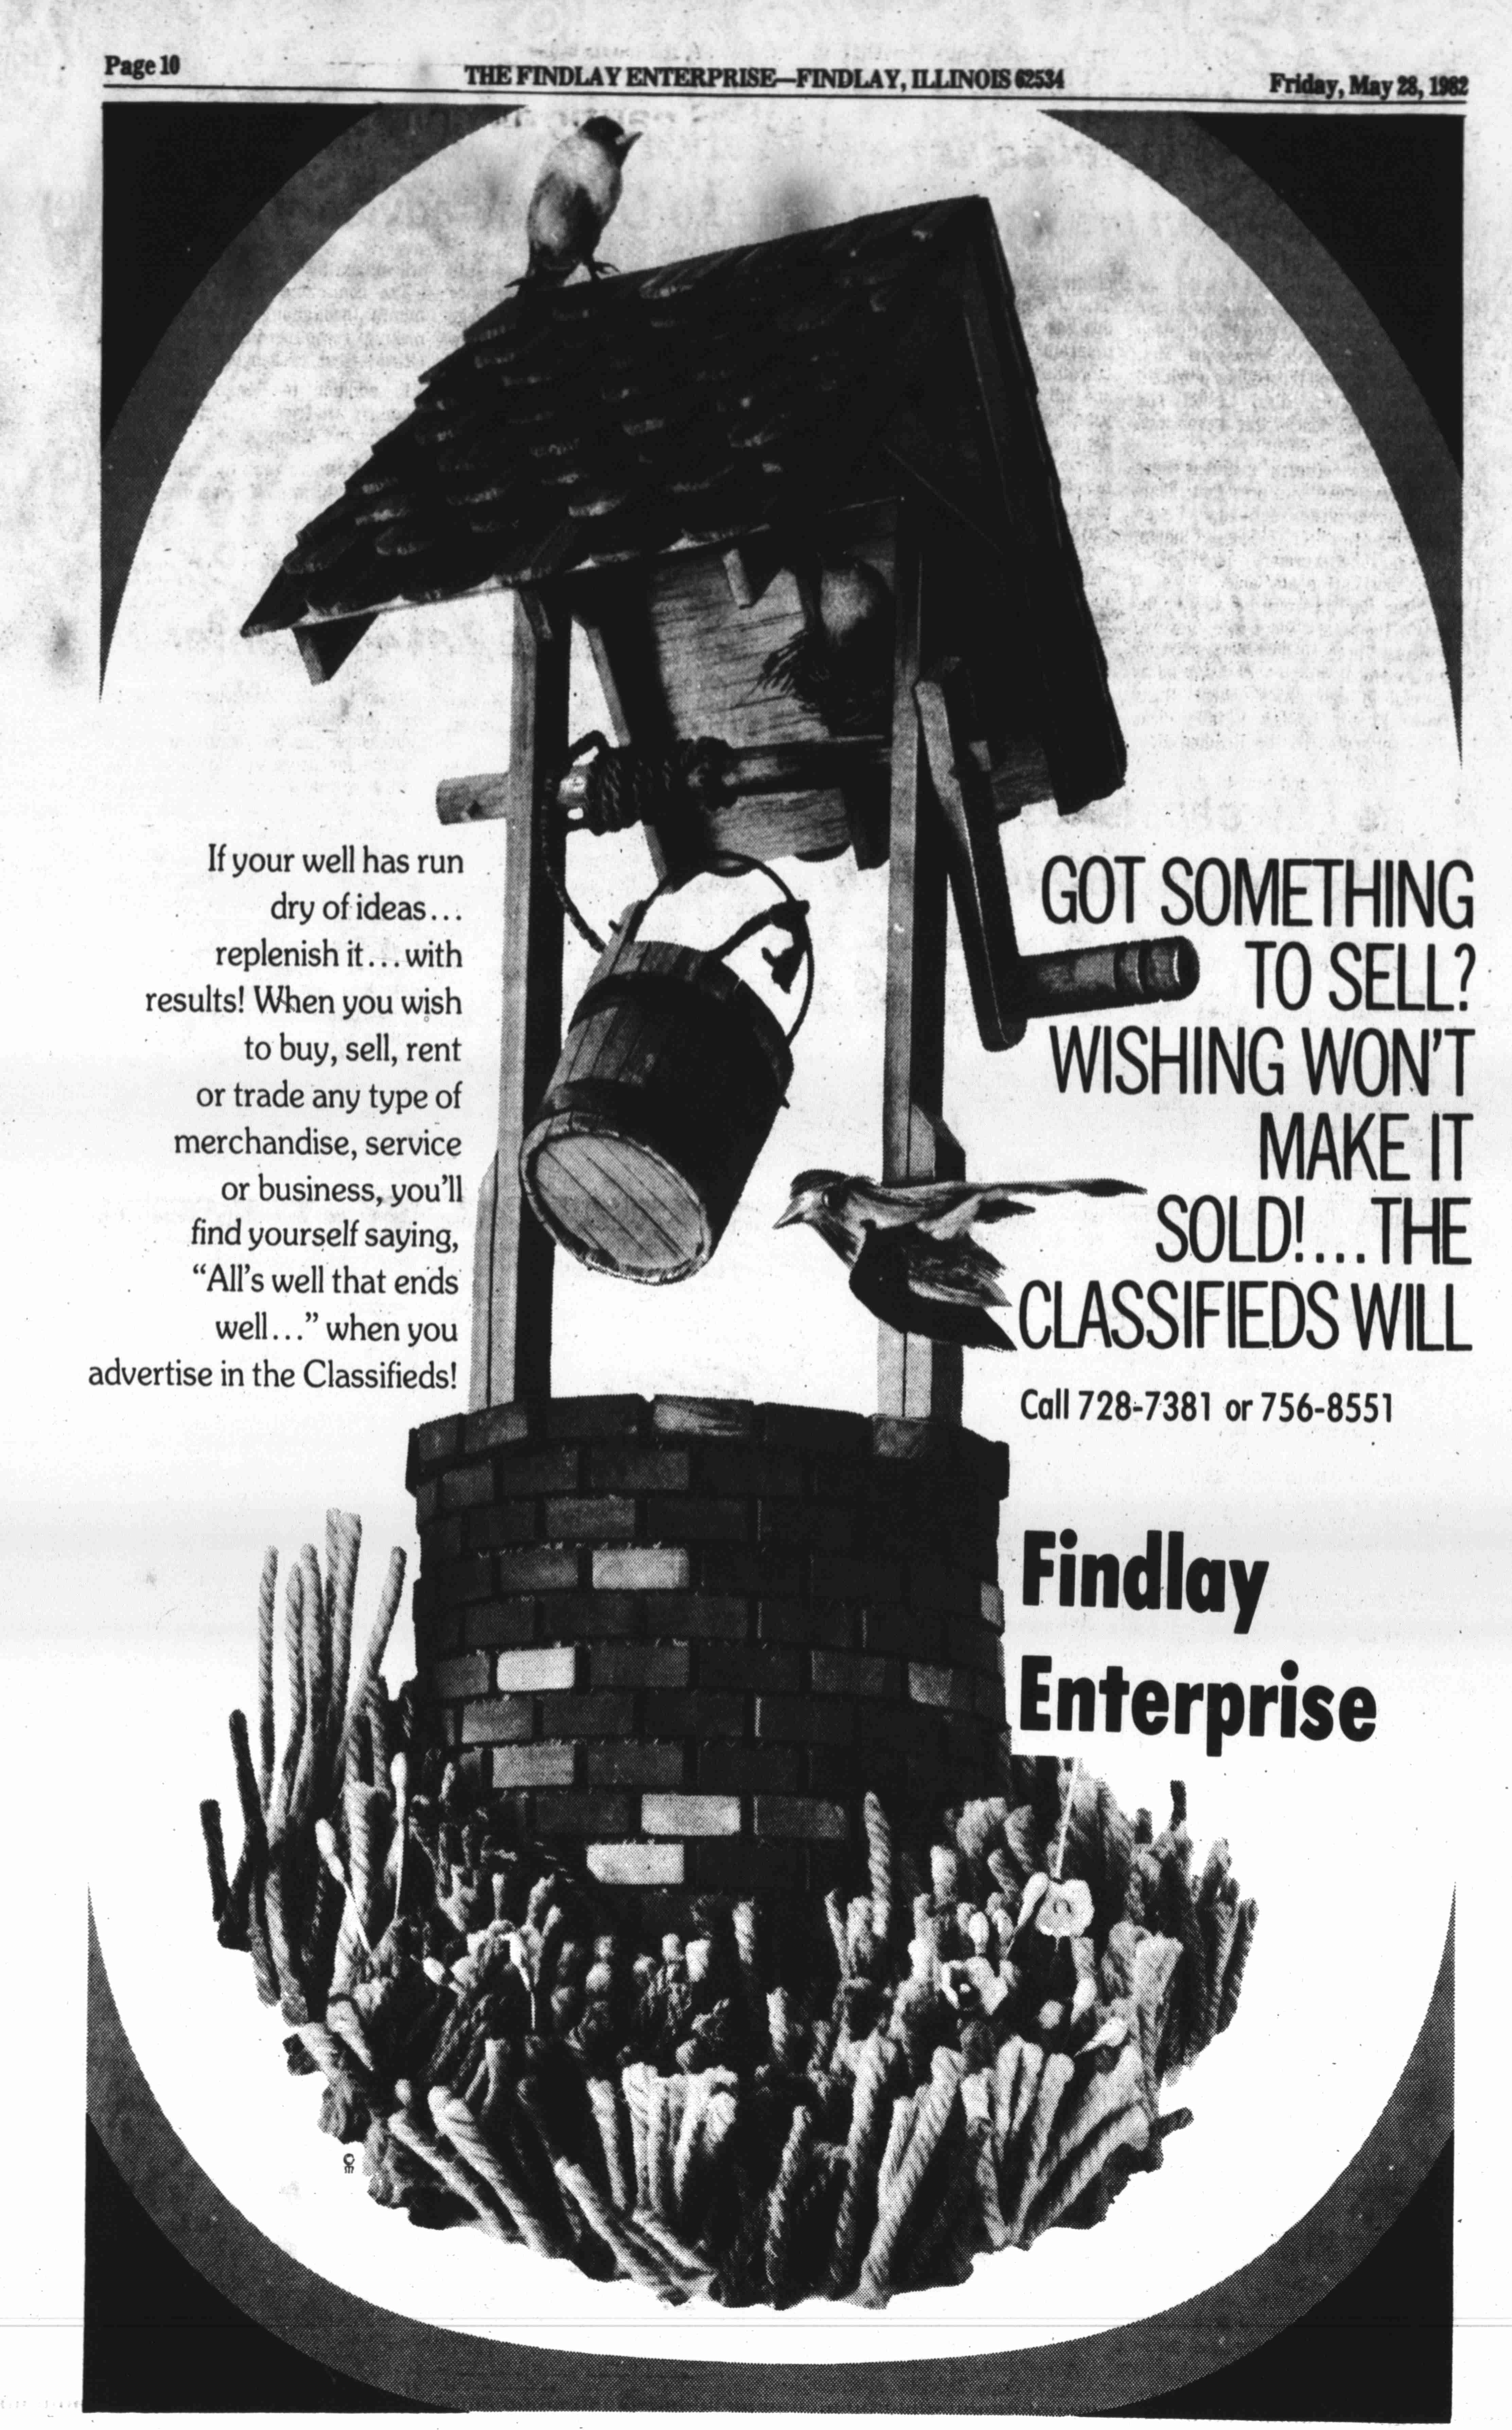 Page 10
THE FINDLAY ENTERPRISE—FINDLAY, ILLINOIS 62534
Friday, May 28, 1982
If your well has run
dry of ideas...
replenish it...with
results! When you wish
to buy, sell, rent
or trade any type of
merchandise, service
or business, you'll
find yourself saying,
“All's well that ends
well...” when you
advertise in the Classifieds!
GOT SOMETHING
TO SELL?
WISHING WON'T
MAKE IT
SOLD!...THE
CLASSIFIEDS WILL
Call 728-7381 or 756-8551
Findlay
Enterprise